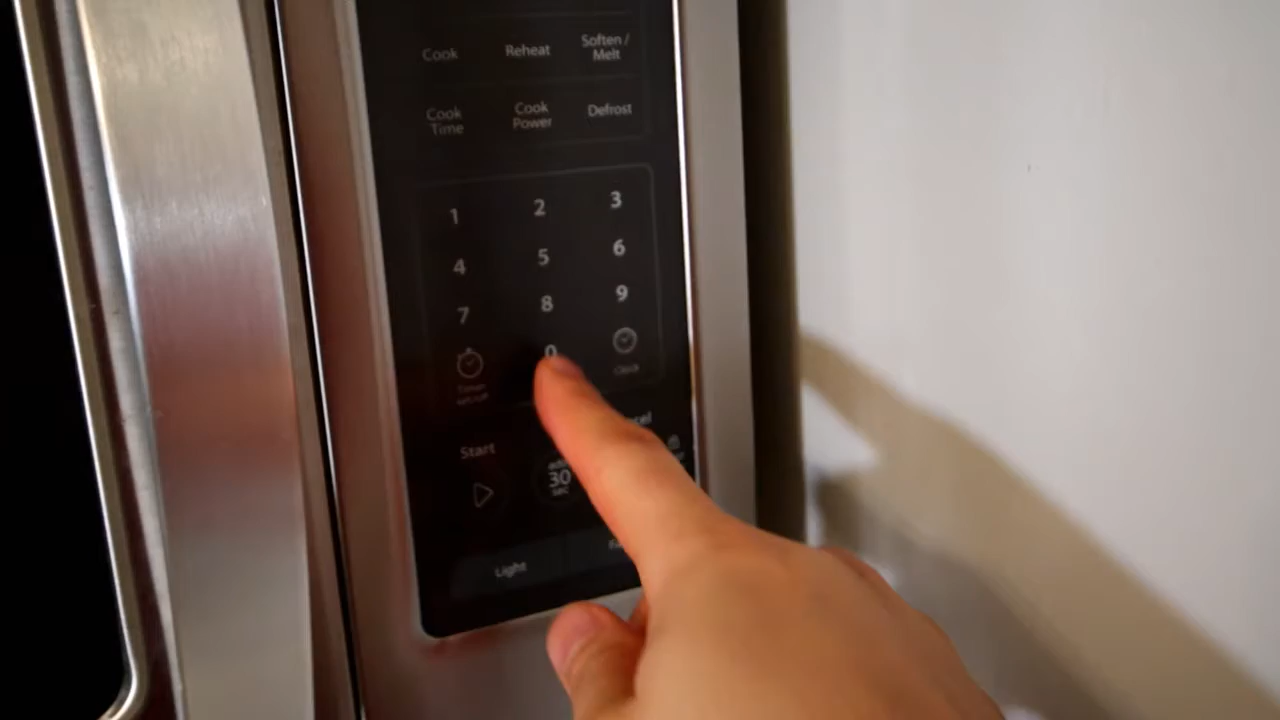 Cook Reheat Soften /
Melt
Cook Cook Defrost
Time Power
1 2 3
4 5 6
7 8 9
0
Timer Clock
Start
30
SEC
Light